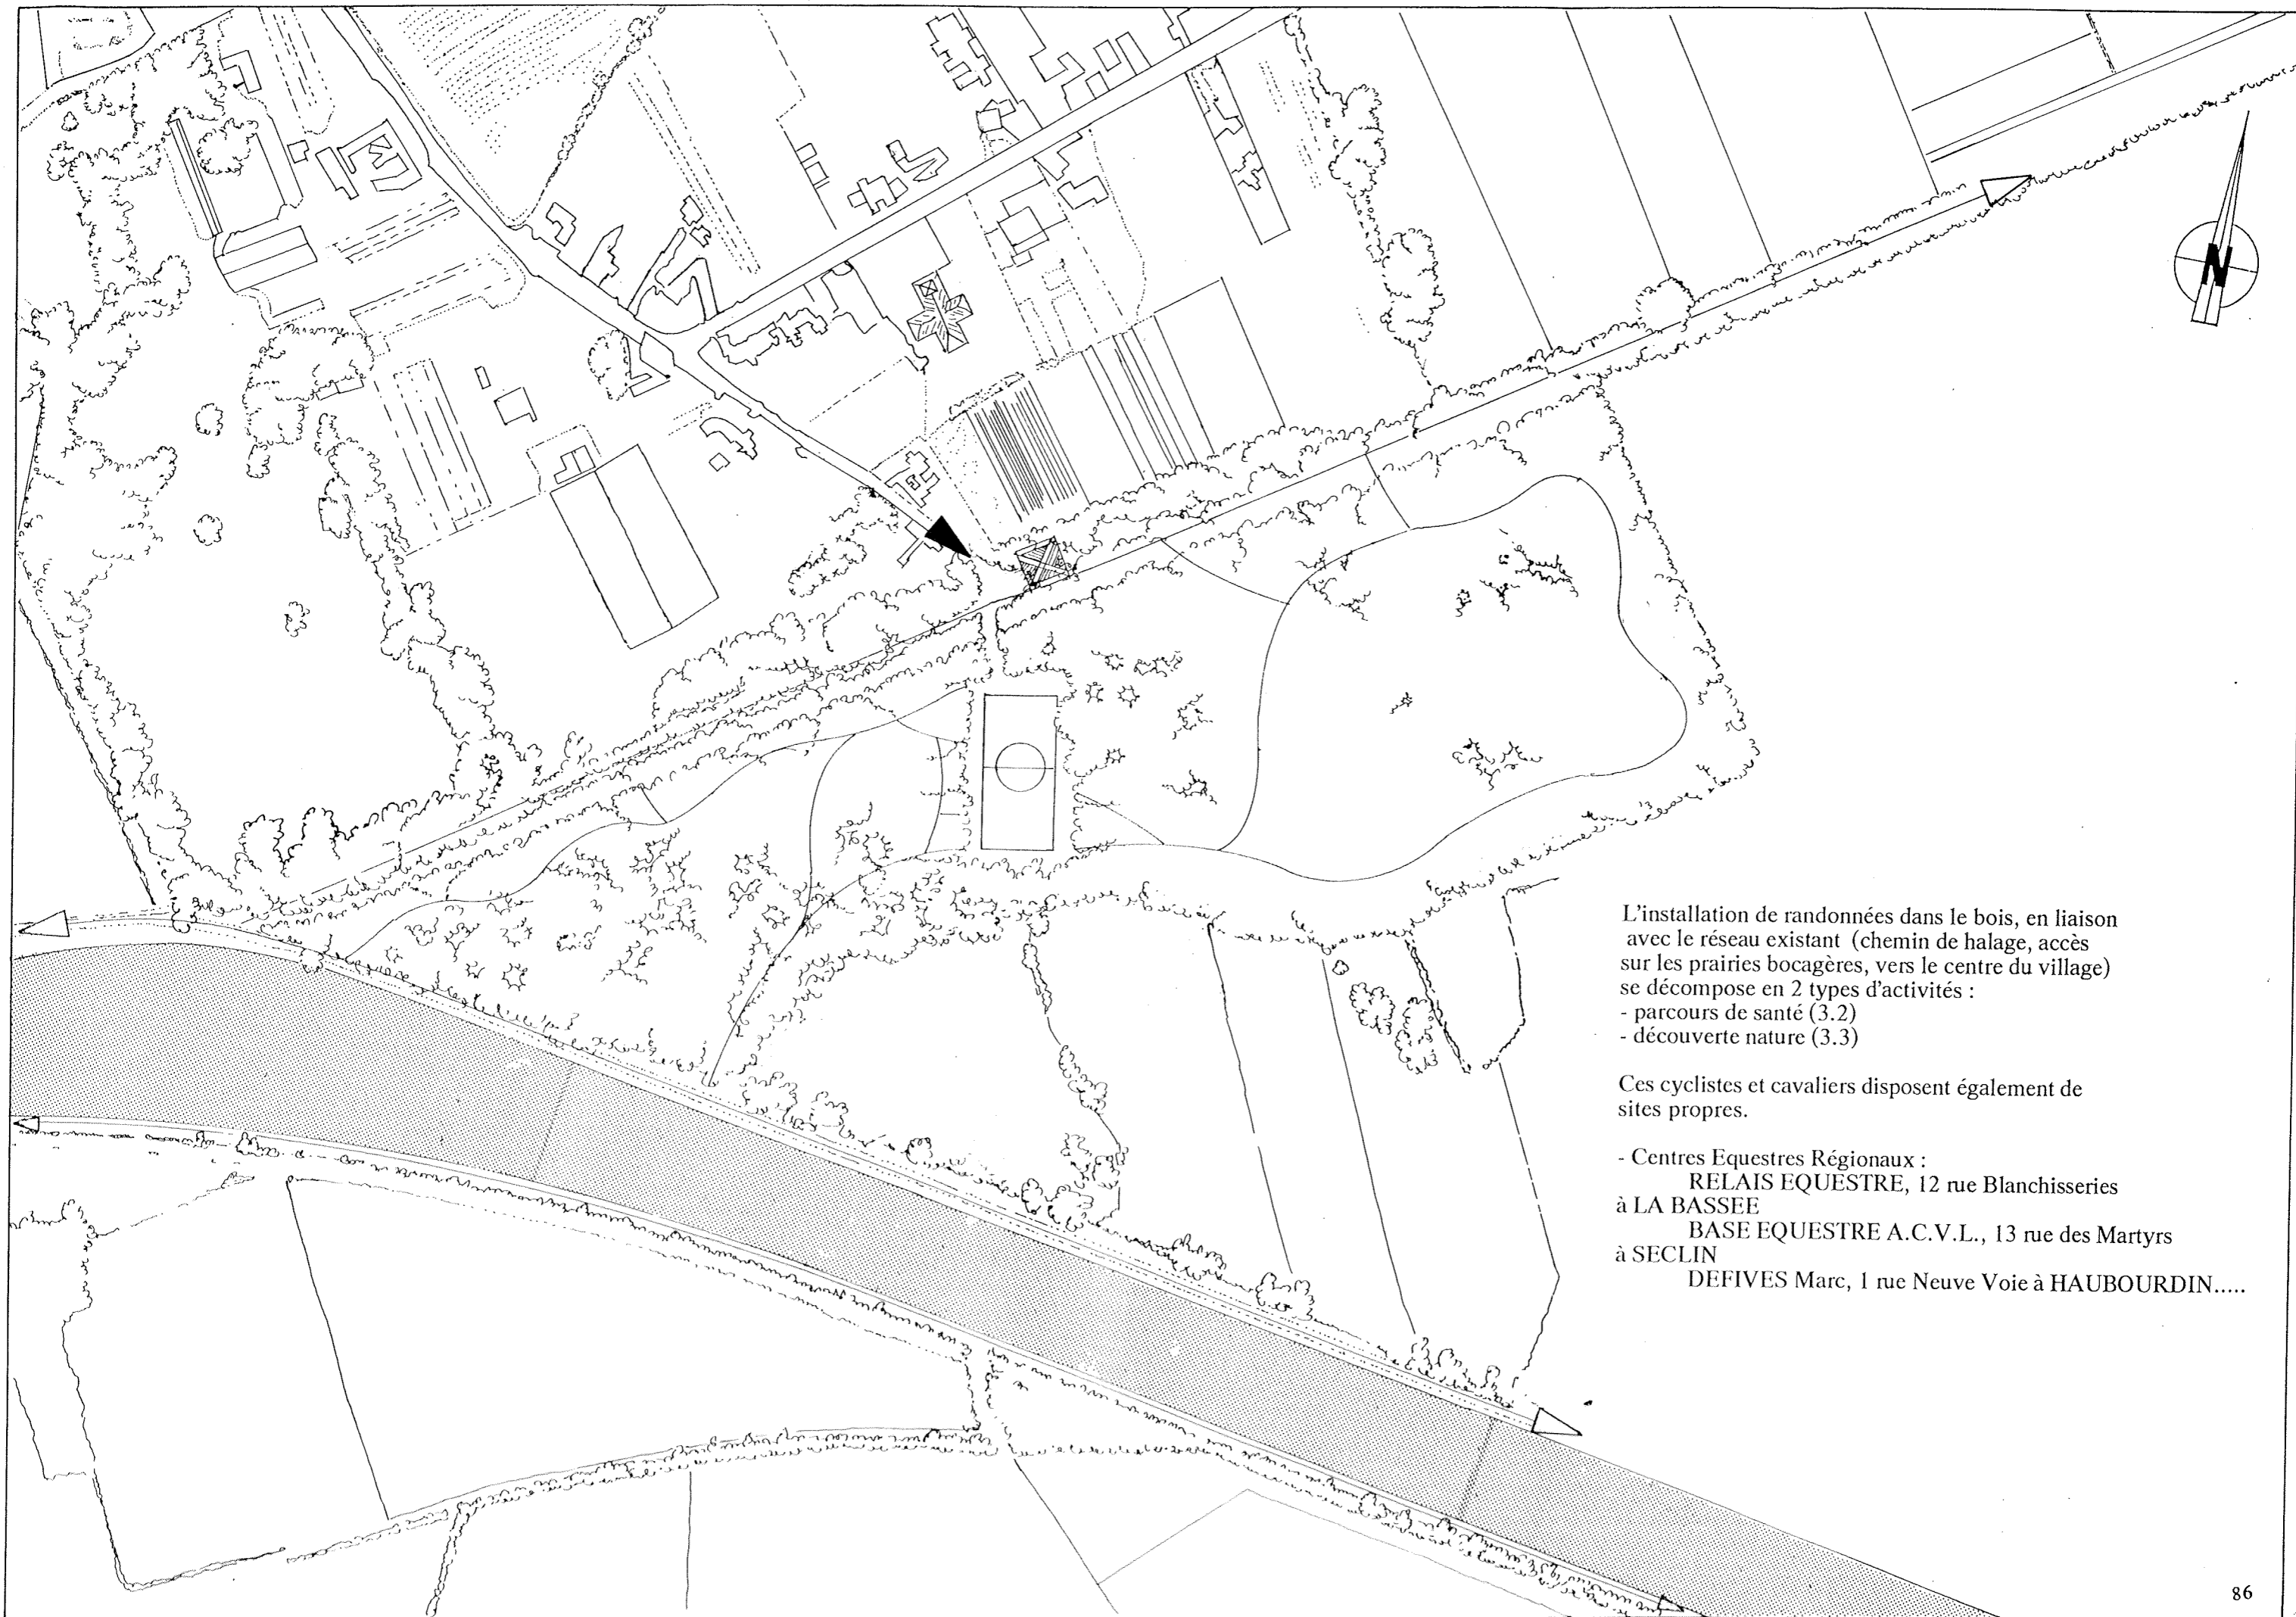 N
L'installation de randonnées dans le bois, en liaison
avec le réseau existant (chemin de halage, accès
sur les prairies bocagères, vers le centre du village)
se décompose en 2 types d'activités :
- parcours de santé (3.2)
- découverte nature (3.3)
Ces cyclistes et cavaliers disposent également de
sites propres.
- Centres Equestres Régionaux :
RELAIS EQUESTRE, 12 rue Blanchisseries
à LA BASSEE
BASE EQUESTRE A.C.V.L., 13 rue des Martyrs
à SECLIN
DEFIVES Marc, 1 rue Neuve Voie à HAUBOURDIN.....
86